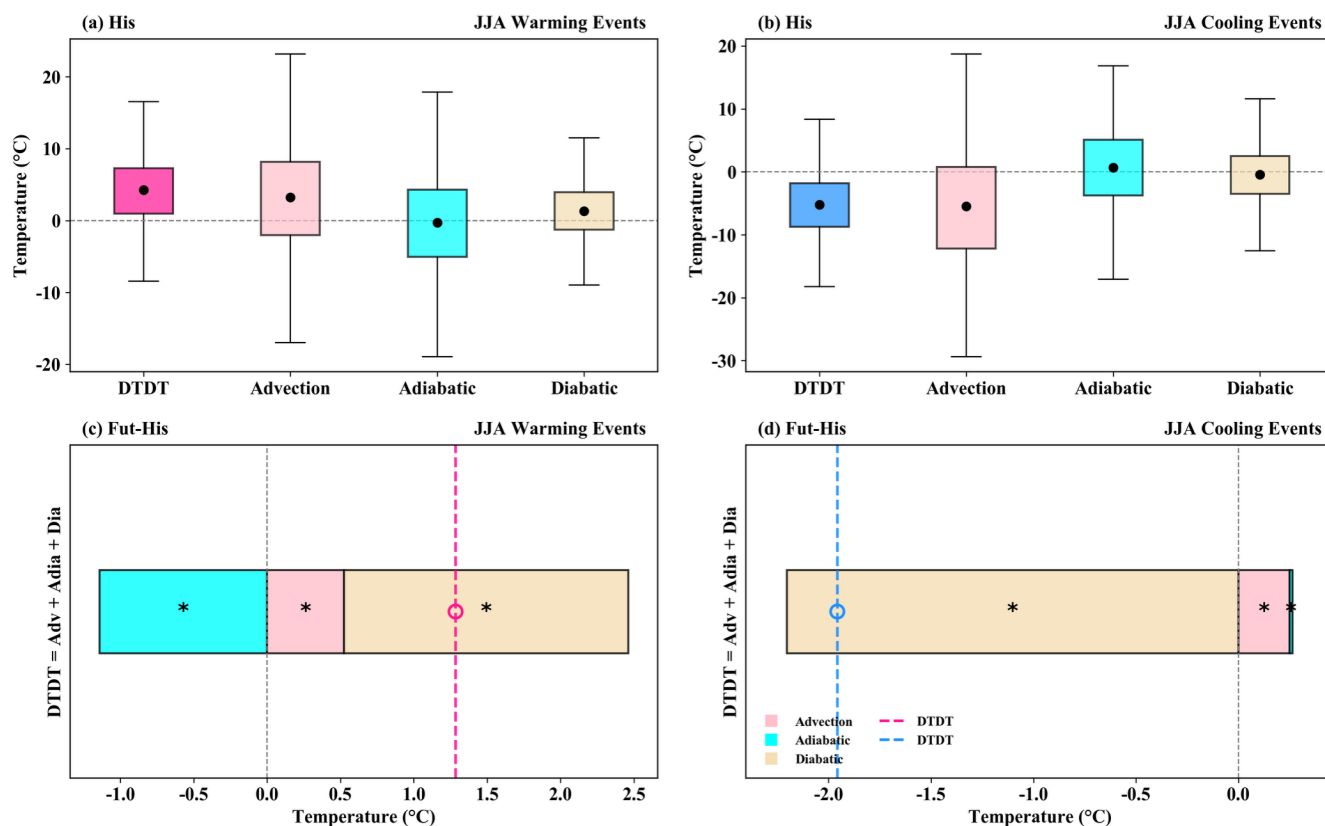 (a) His JJA Warming Events
Temperature (°C)
20
10
0
-10
-20
DTDT Advection Adiabatic Diabatic
(b) His JJA Cooling Events
Temperature (°C)
20
10
0
-10
-20
-30
DTDT Advection Adiabatic Diabatic
(c) Fut-His JJA Warming Events
DTDT = Adv + Adia + Dia
* * *
-1.0 -0.5 0.0 0.5 1.0 1.5 2.0 2.5
Temperature (°C)
(d) Fut-His JJA Cooling Events
DTDT = Adv + Adia + Dia
* * *
Advection DTDT
Adiabatic DTDT
Diabatic
-2.0 -1.5 -1.0 -0.5 0.0
Temperature (°C)